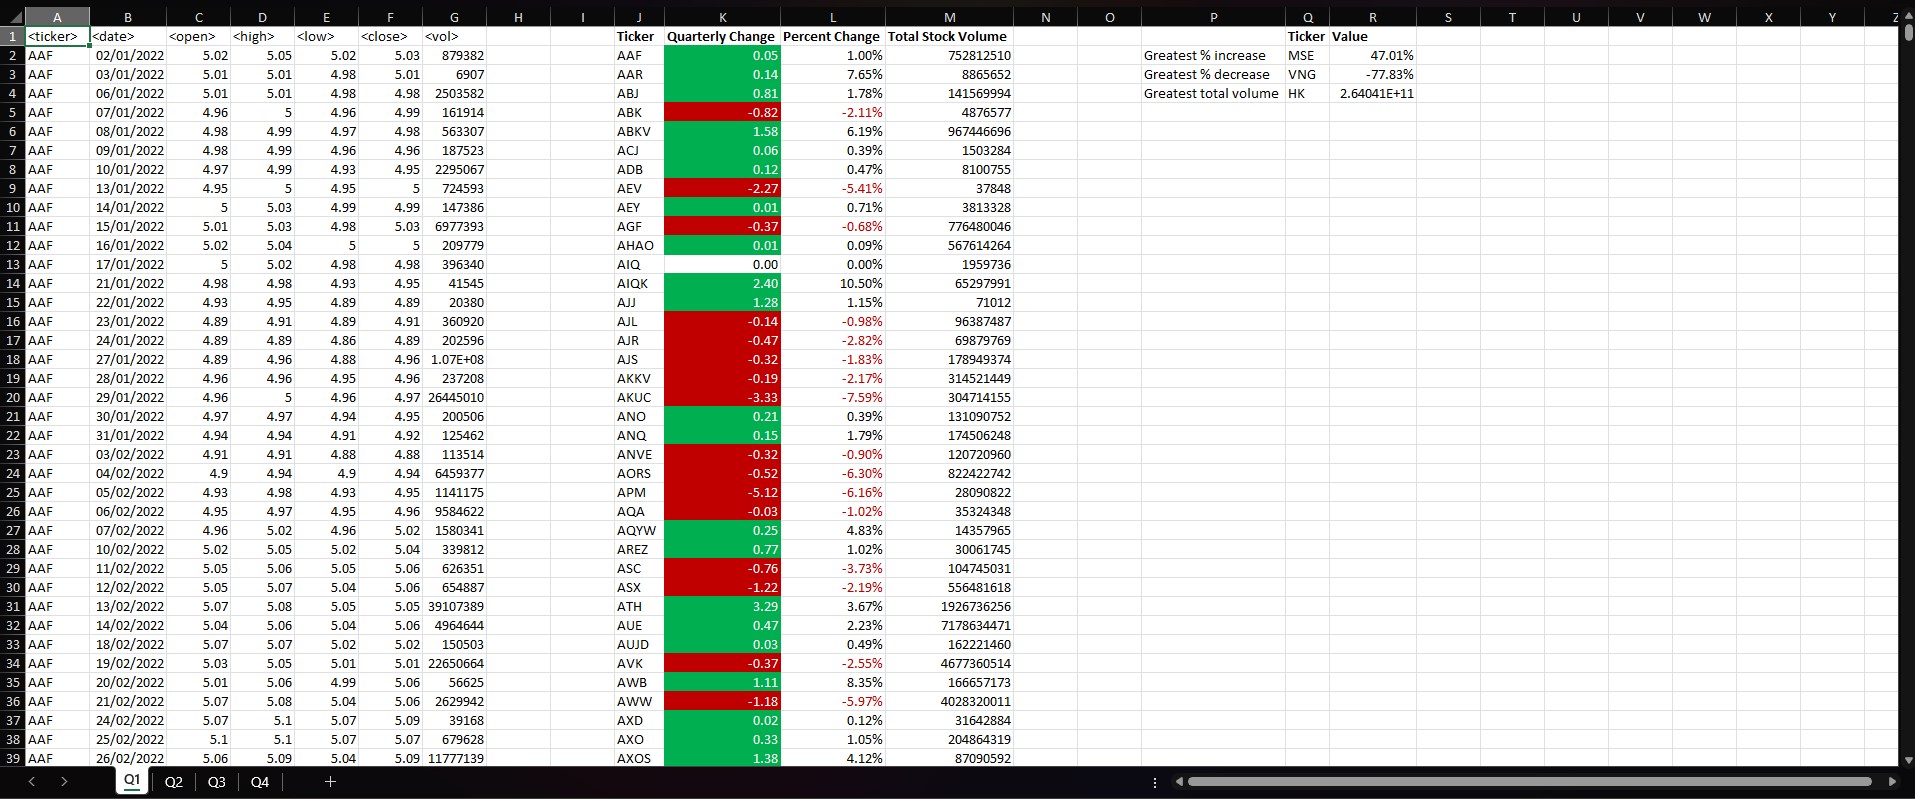 A B C D E F G H I J K L M N O P Q R S T U V W X Y Z
1 <ticker> <date> <open> <high> <low> <close> <vol> Ticker Quarterly Change Percent Change Total Stock Volume Ticker Value
2 AAF 02/01/2022 5.02 5.05 5.02 5.03 879382 AAF 0.05 1.00% 752812510 Greatest % increase MSE 47.01%
3 AAF 03/01/2022 5.01 5.01 4.98 5.01 6907 AAR 0.14 7.65% 8865652 Greatest % decrease VNG -77.83%
4 AAF 06/01/2022 5.01 5.01 4.98 4.98 2503582 ABJ 0.81 1.78% 141569994 Greatest total volume HK 2.64041E+11
5 AAF 07/01/2022 4.96 5 4.96 4.99 161914 ABK -0.82 -2.11% 4876577
6 AAF 08/01/2022 4.98 4.99 4.97 4.98 563307 ABKV 1.58 6.19% 967446696
7 AAF 09/01/2022 4.98 4.99 4.96 4.96 187523 ACJ 0.06 0.39% 1503284
8 AAF 10/01/2022 4.97 4.99 4.93 4.95 2295067 ADB 0.12 0.47% 8100755
9 AAF 13/01/2022 4.95 5 4.95 5 724593 AEV -2.27 -5.41% 37848
10 AAF 14/01/2022 5 5.03 4.99 4.99 147386 AEY 0.01 0.71% 3813328
11 AAF 15/01/2022 5.01 5.03 4.98 5.03 6977393 AGF -0.37 -0.68% 776480046
12 AAF 16/01/2022 5.02 5.04 5 5 209779 AHAO 0.01 0.09% 567614264
13 AAF 17/01/2022 5 5.02 4.98 4.98 396340 AIQ 0.00 0.00% 1959736
14 AAF 21/01/2022 4.98 4.98 4.93 4.95 41545 AIQK 2.40 10.50% 65297991
15 AAF 22/01/2022 4.93 4.95 4.89 4.89 20380 AJJ 1.28 1.15% 71012
16 AAF 23/01/2022 4.89 4.91 4.89 4.91 360920 AJL -0.14 -0.98% 96387487
17 AAF 24/01/2022 4.89 4.89 4.86 4.89 202596 AJR -0.47 -2.82% 69879769
18 AAF 27/01/2022 4.89 4.96 4.88 4.96 1.07E+08 AJS -0.32 -1.83% 178949374
19 AAF 28/01/2022 4.96 4.96 4.95 4.96 237208 AKKV -0.19 -2.17% 314521449
20 AAF 29/01/2022 4.96 5 4.96 4.97 26445010 AKUC -3.33 -7.59% 304714155
21 AAF 30/01/2022 4.97 4.97 4.94 4.95 200506 ANO 0.21 0.39% 131090752
22 AAF 31/01/2022 4.94 4.94 4.91 4.92 125462 ANQ 0.15 1.79% 174506248
23 AAF 03/02/2022 4.91 4.91 4.88 4.88 113514 ANVE -0.32 -0.90% 120720960
24 AAF 04/02/2022 4.9 4.94 4.9 4.94 6459377 AORS -0.52 -6.30% 822422742
25 AAF 05/02/2022 4.93 4.98 4.93 4.95 1141175 APM -5.12 -6.16% 28090822
26 AAF 06/02/2022 4.95 4.97 4.95 4.96 9584622 AQA -0.03 -1.02% 35324348
27 AAF 07/02/2022 4.96 5.02 4.96 5.02 1580341 AQYW 0.25 4.83% 14357965
28 AAF 10/02/2022 5.02 5.05 5.02 5.04 339812 AREZ 0.77 1.02% 30061745
29 AAF 11/02/2022 5.05 5.06 5.05 5.06 626351 ASC -0.76 -3.73% 104745031
30 AAF 12/02/2022 5.05 5.07 5.04 5.06 654887 ASX -1.22 -2.19% 556481618
31 AAF 13/02/2022 5.07 5.08 5.05 5.05 39107389 ATH 3.29 3.67% 1926736256
32 AAF 14/02/2022 5.04 5.06 5.04 5.06 4964644 AUE 0.47 2.23% 7178634471
33 AAF 18/02/2022 5.07 5.07 5.02 5.02 150503 AUJD 0.03 0.49% 162221460
34 AAF 19/02/2022 5.03 5.05 5.01 5.01 22650664 AVK -0.37 -2.55% 4677360514
35 AAF 20/02/2022 5.01 5.06 4.99 5.06 56625 AWB 1.11 8.35% 166657173
36 AAF 21/02/2022 5.07 5.08 5.04 5.06 2629942 AWW -1.18 -5.97% 4028320011
37 AAF 24/02/2022 5.07 5.1 5.07 5.09 39168 AXD 0.02 0.12% 31642884
38 AAF 25/02/2022 5.1 5.1 5.07 5.07 679628 AXO 0.33 1.05% 204864319
39 AAF 26/02/2022 5.06 5.09 5.04 5.09 11777139 AXOS 1.38 4.12% 87090592
Q1 Q2 Q3 Q4 +